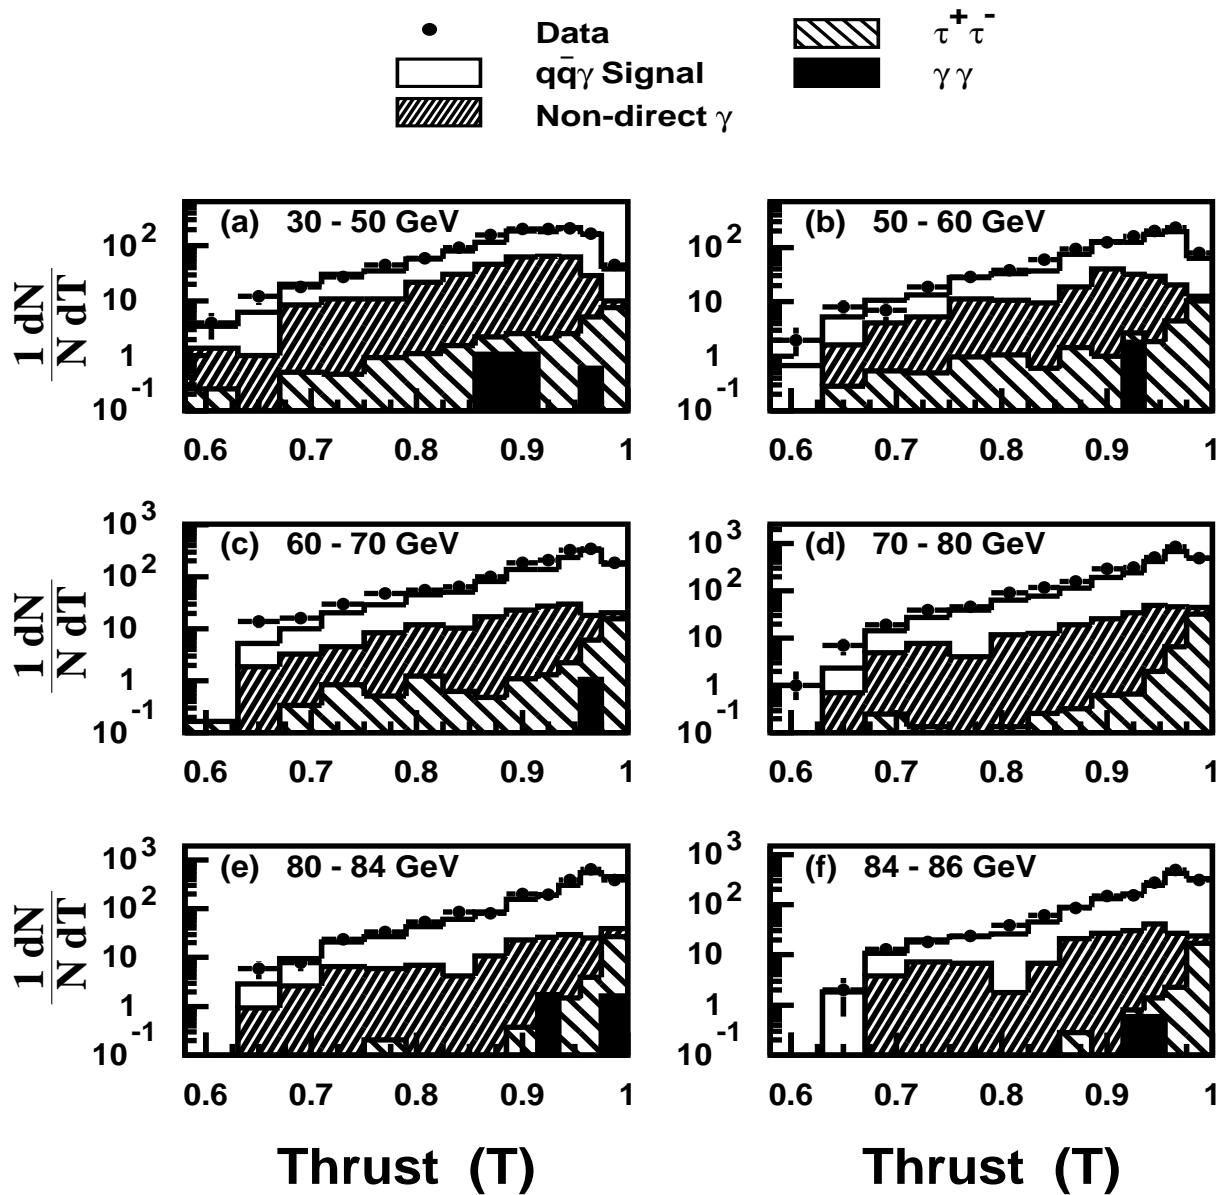 Data
qq̄γ Signal
Non-direct γ
τ⁺τ⁻
γγ
(a) 30 - 50 GeV
1 dN
N dT
10²
10
1
10⁻¹
0.6 0.7 0.8 0.9 1
(b) 50 - 60 GeV
10²
10
1
10⁻¹
0.6 0.7 0.8 0.9 1
(c) 60 - 70 GeV
1 dN
N dT
10³
10²
10
1
10⁻¹
0.6 0.7 0.8 0.9 1
(d) 70 - 80 GeV
10³
10²
10
1
10⁻¹
0.6 0.7 0.8 0.9 1
(e) 80 - 84 GeV
1 dN
N dT
10³
10²
10
1
10⁻¹
0.6 0.7 0.8 0.9 1
(f) 84 - 86 GeV
10³
10²
10
1
10⁻¹
0.6 0.7 0.8 0.9 1
Thrust (T)
Thrust (T)